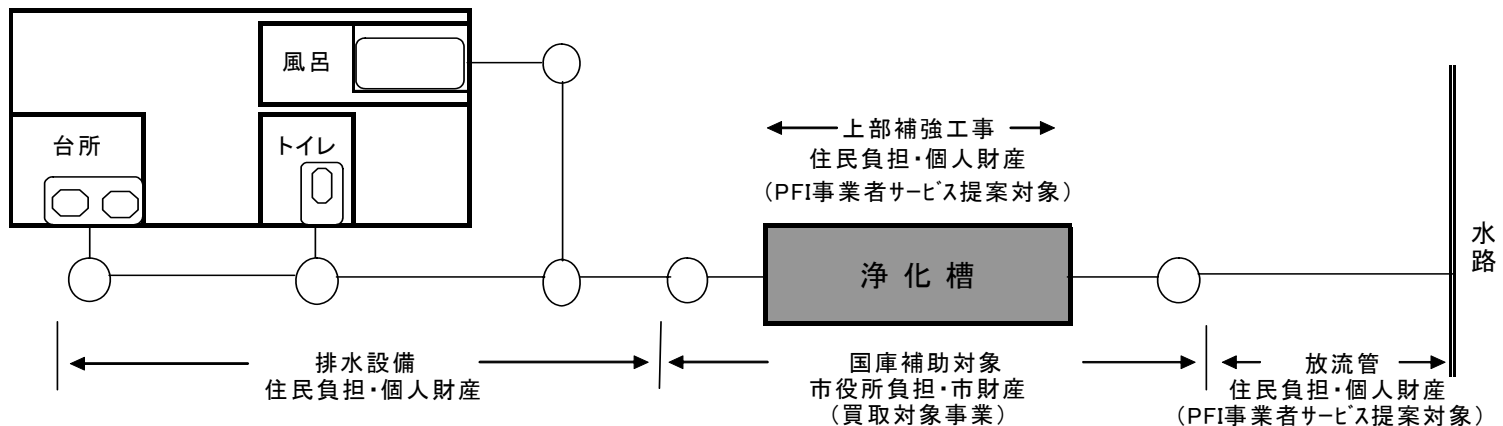 風呂
台所
トイレ
上部補強工事
住民負担・個人財産
（PFI事業者ｻｰﾋﾞｽ提案対象）
浄化槽
水路
排水設備
住民負担・個人財産
国庫補助対象
市役所負担・市財産
（買取対象事業）
放流管
住民負担・個人財産
（PFI事業者ｻｰﾋﾞｽ提案対象）